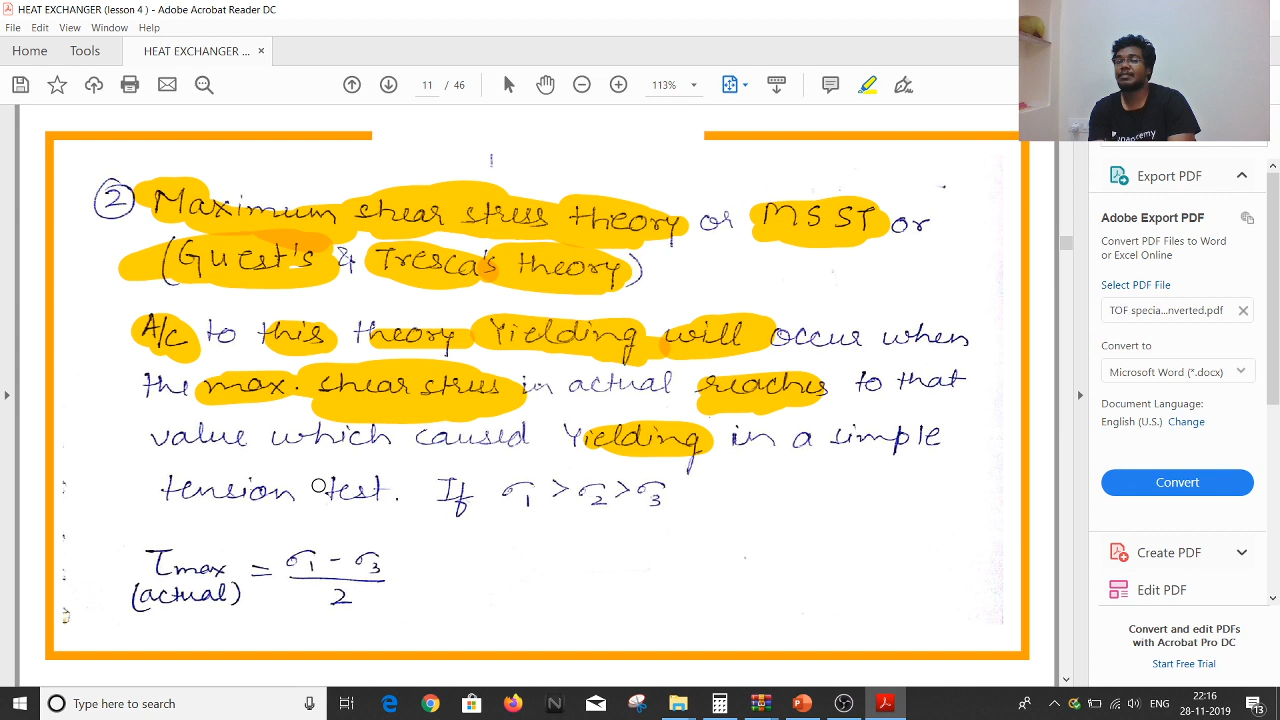 HEAT EXCHANGER (lesson 4 ) - Adobe Acrobat Reader DC
File Edit View Window Help
Home Tools HEAT EXCHANGER ... ×
11 / 46 113%
② Maximum shear stress theory or MSST or
(Guest's & Tresca's theory)
A/c to this theory Yielding will occur when
the max. shear stress in actual reaches to that
value which caused Yielding in a simple
tension test. If σ1 > σ2 > σ3
τmax (actual) = σ1 - σ3 / 2
Export PDF
Adobe Export PDF
Convert PDF Files to Word
or Excel Online
Select PDF File
TOF specia...nverted.pdf
Convert to
Microsoft Word (*.docx)
Document Language:
English (U.S.) Change
Convert
Create PDF
Edit PDF
Convert and edit PDFs
with Acrobat Pro DC
Start Free Trial
Type here to search
ENG
22:16
28-11-2019